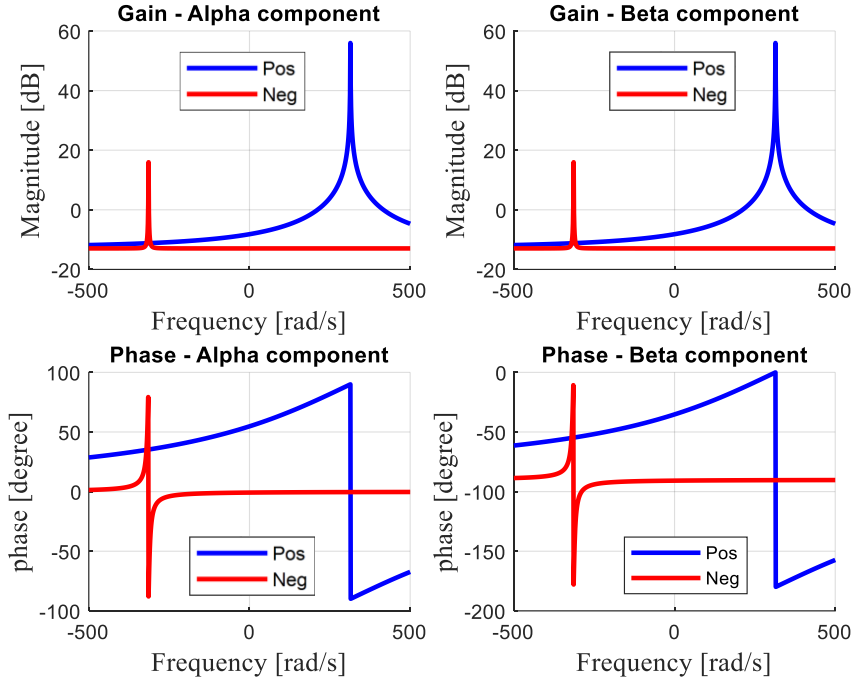 Gain - Alpha component
Magnitude [dB]
60
40
20
0
-20
Pos
Neg
-500
0
500
Frequency [rad/s]
Gain - Beta component
Magnitude [dB]
60
40
20
0
-20
Pos
Neg
-500
0
500
Frequency [rad/s]
Phase - Alpha component
phase [degree]
100
50
0
-50
-100
Pos
Neg
-500
0
500
Frequency [rad/s]
Phase - Beta component
phase [degree]
0
-50
-100
-150
-200
Pos
Neg
-500
0
500
Frequency [rad/s]